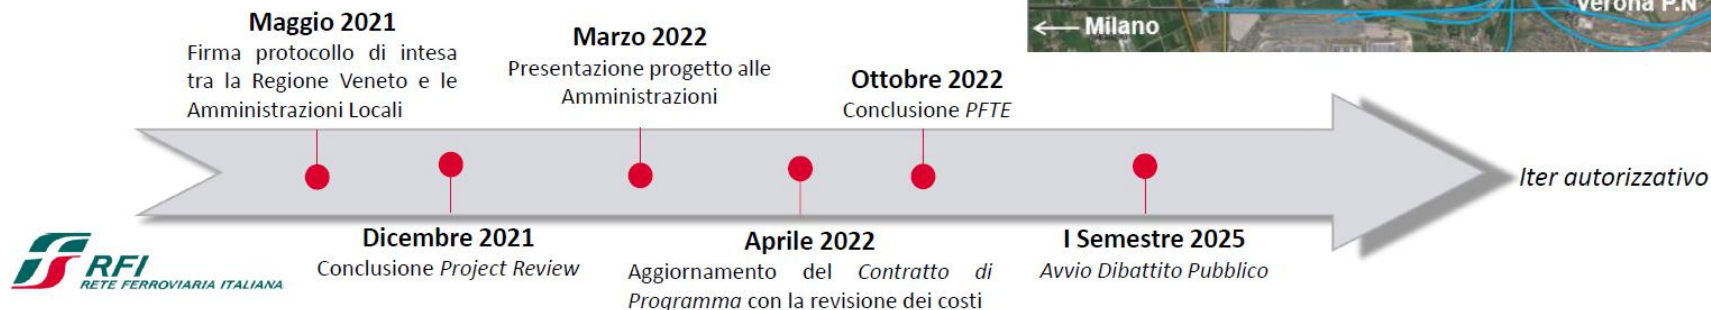 Verona P.N
← Milano
Maggio 2021
Firma protocollo di intesa
tra la Regione Veneto e le
Amministrazioni Locali
Marzo 2022
Presentazione progetto alle
Amministrazioni
Ottobre 2022
Conclusione PFTE
Iter autorizzativo
Dicembre 2021
Conclusione Project Review
Aprile 2022
Aggiornamento del Contratto di
Programma con la revisione dei costi
I Semestre 2025
Avvio Dibattito Pubblico
RFI
RETE FERROVIARIA ITALIANA